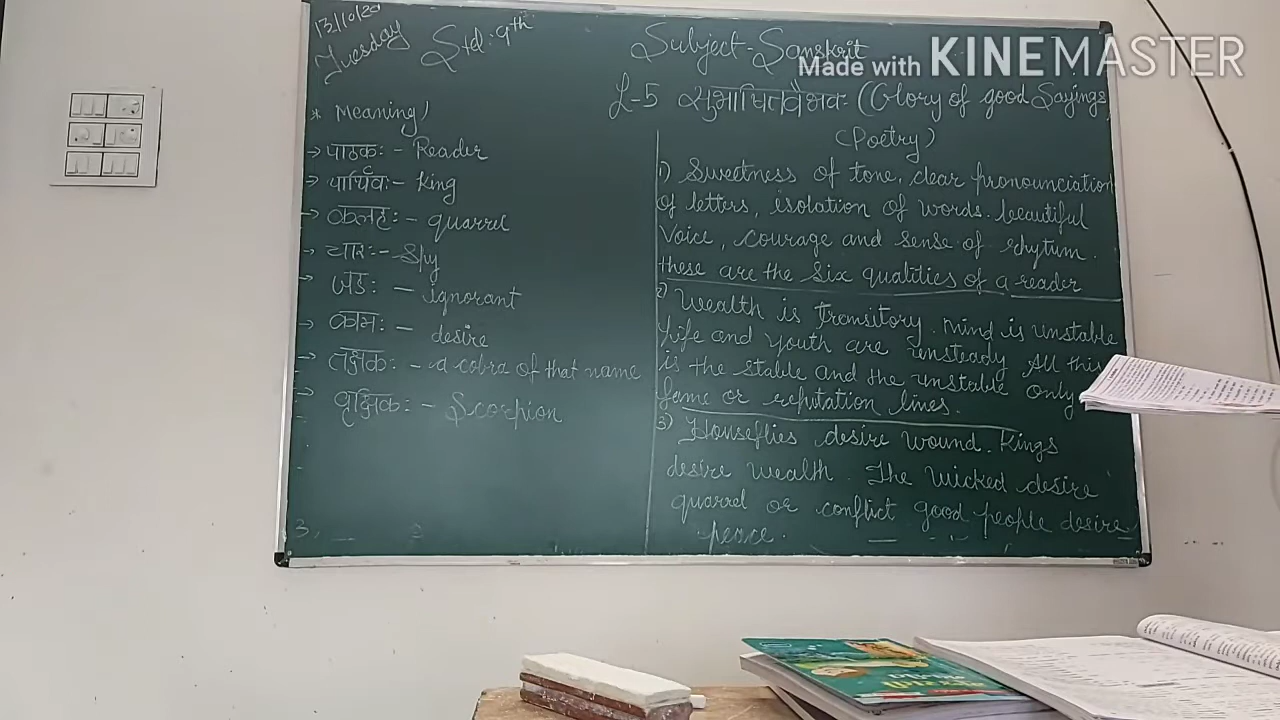 13/10/20
Tuesday
Std:9th
Subject-Sanskrit
Made with KINEMASTER
L-5 सुभाषितवैभवः (Glory of good Sayings
(Poetry)
* Meaning/
→ पाठकः - Reader
→ पार्थिवः - King
→ कलहः - quarrel
→ चारः - Spy
→ जडः - ignorant
→ कामः - desire
→ तक्षकः - a cobra of that name
→ वृश्चिकः - Scorpion
1) Sweetness of tone, clear pronounciation
of letters, isolation of words. beautiful
Voice, courage and sense of rhytum.
these are the six qualities of a reader
2) Wealth is transitory. mind is unstable
life and youth are unsteady All this
is the stable and the unstable only
fame or reputation lines.
3) Houseflies desire wound. Kings
desire wealth. The wicked desire
quarrel or conflict good people desire
peace.